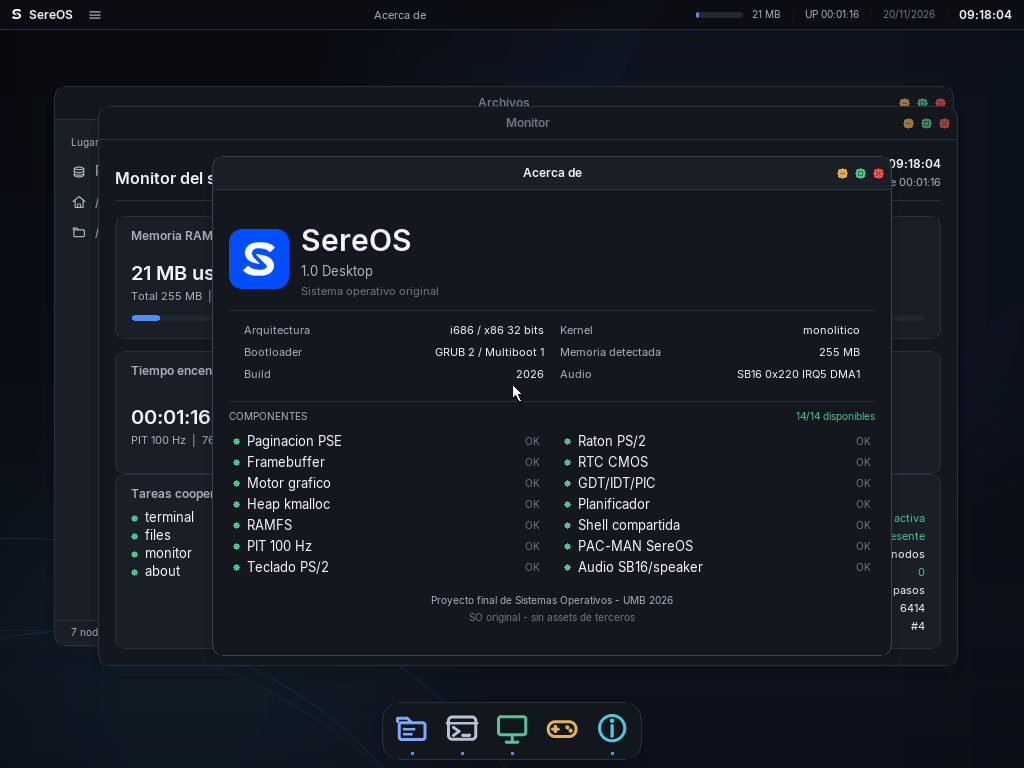 SereOS
Acerca de
21 MB
UP 00:01:16
20/11/2026
09:18:04
Archivos
Monitor
Lugar
Monitor del s
09:18:04
00:01:16
Memoria RAM
21 MB us
Total 255 MB |
Tiempo encen
00:01:16
PIT 100 Hz | 76
Tareas cooper
terminal
files
monitor
about
7 nod
activa
esente
nodos
0
pasos
6414
#4
Acerca de
SereOS
1.0 Desktop
Sistema operativo original
Arquitectura i686 / x86 32 bits
Kernel monolitico
Bootloader GRUB 2 / Multiboot 1
Memoria detectada 255 MB
Build 2026
Audio SB16 0x220 IRQ5 DMA1
COMPONENTES 14/14 disponibles
Paginacion PSE OK
Raton PS/2 OK
Framebuffer OK
RTC CMOS OK
Motor grafico OK
GDT/IDT/PIC OK
Heap kmalloc OK
Planificador OK
RAMFS OK
Shell compartida OK
PIT 100 Hz OK
PAC-MAN SereOS OK
Teclado PS/2 OK
Audio SB16/speaker OK
Proyecto final de Sistemas Operativos - UMB 2026
SO original - sin assets de terceros